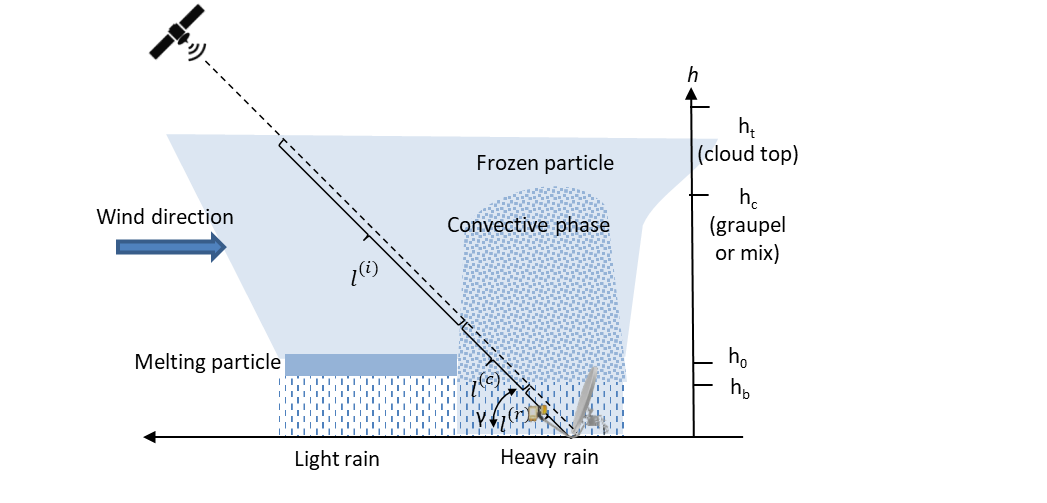 h
h_t
(cloud top)
Frozen particle
h_c
(graupel
or mix)
Wind direction
Convective phase
l^(i)
Melting particle
h_0
h_b
l^(c)
γ
l^(r)
Light rain
Heavy rain